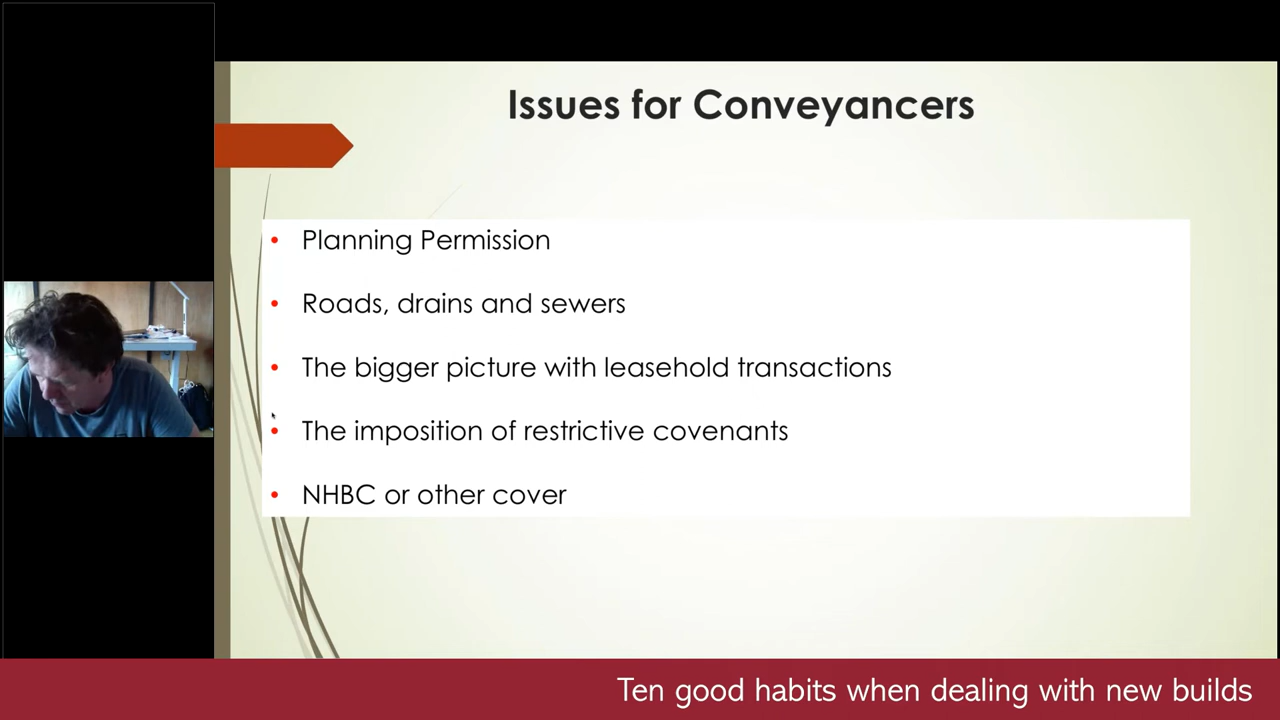 Issues for Conveyancers
• Planning Permission
• Roads, drains and sewers
• The bigger picture with leasehold transactions
• The imposition of restrictive covenants
• NHBC or other cover
Ten good habits when dealing with new builds